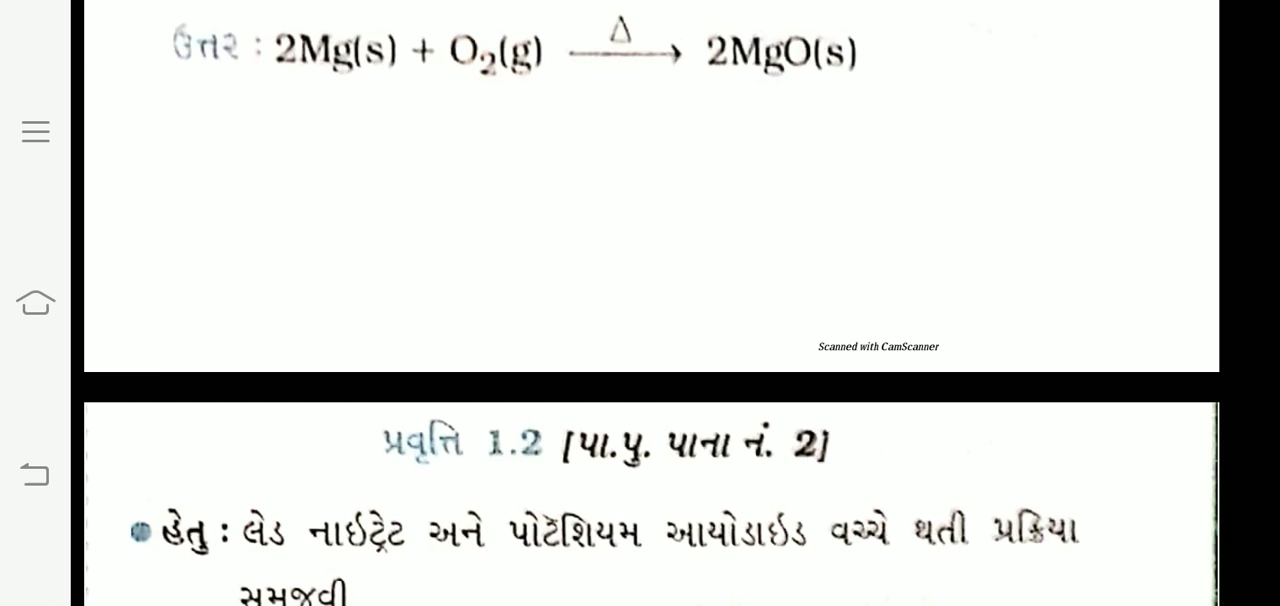 ઉત્તર : 2Mg(s) + O₂(g) —Δ→ 2MgO(s)
Scanned with CamScanner
પ્રવૃત્તિ 1.2 [પા.પુ. પાના નં. 2]
હેતુ : લેડ નાઇટ્રેટ અને પોટૅશિયમ આયોડાઇડ વચ્ચે થતી પ્રક્રિયા
સમજવી